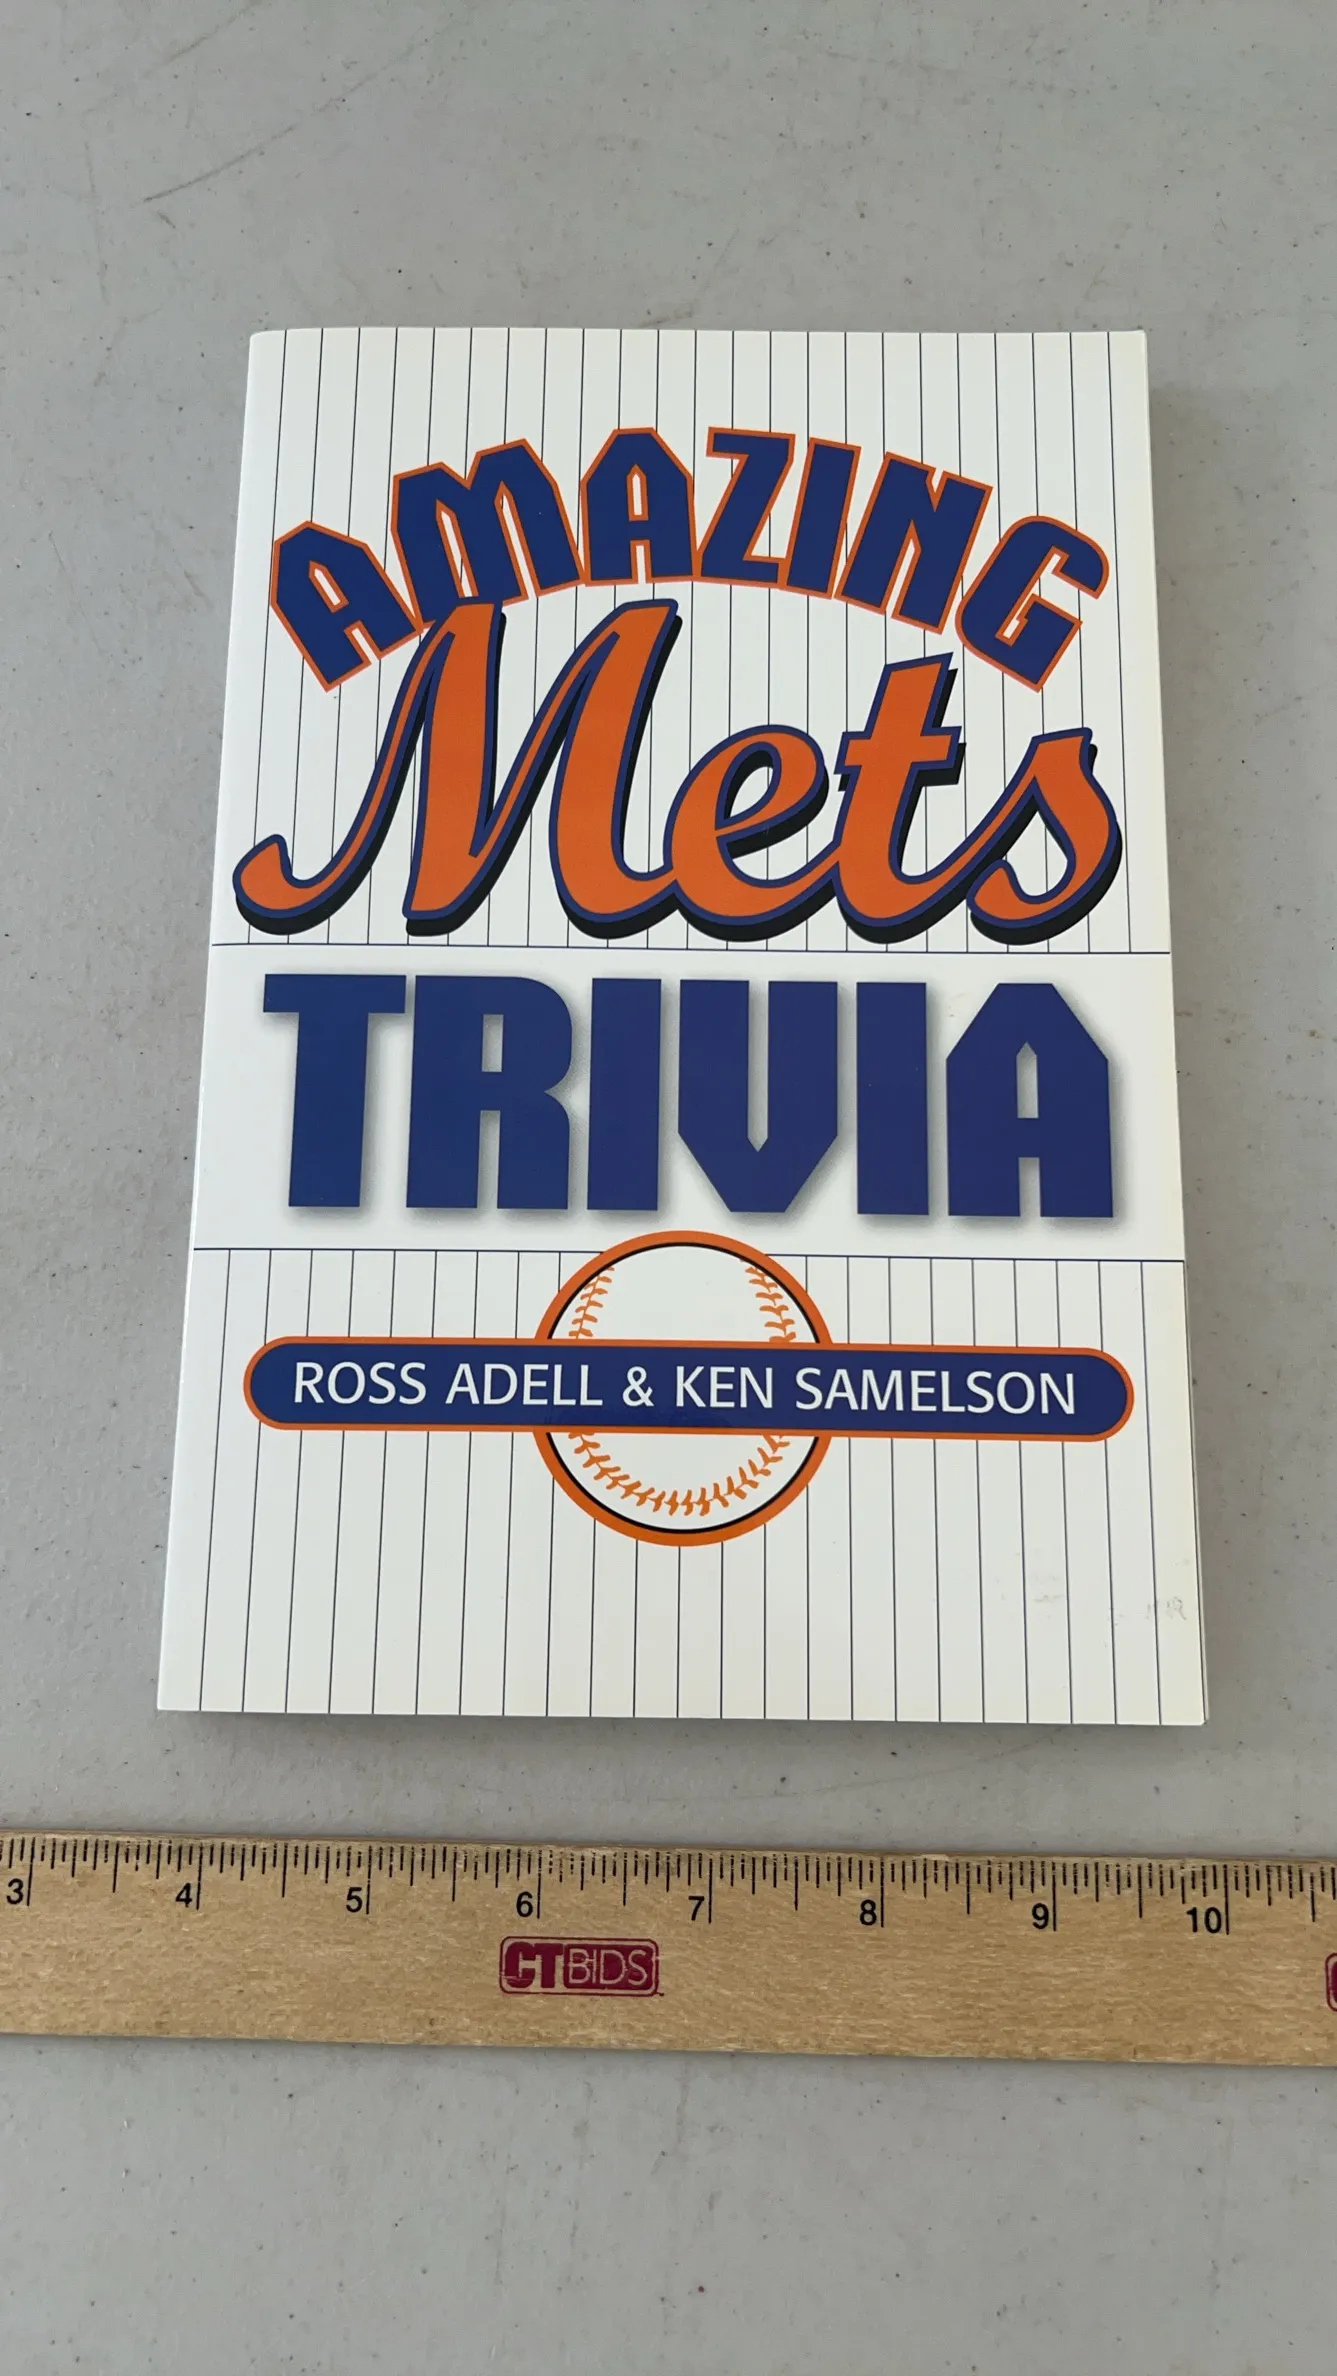 AMAZING
Mets
TRIVIA
ROSS ADELL & KEN SAMELSON
3 4 5 6 7 8 9 10
CTBIDS